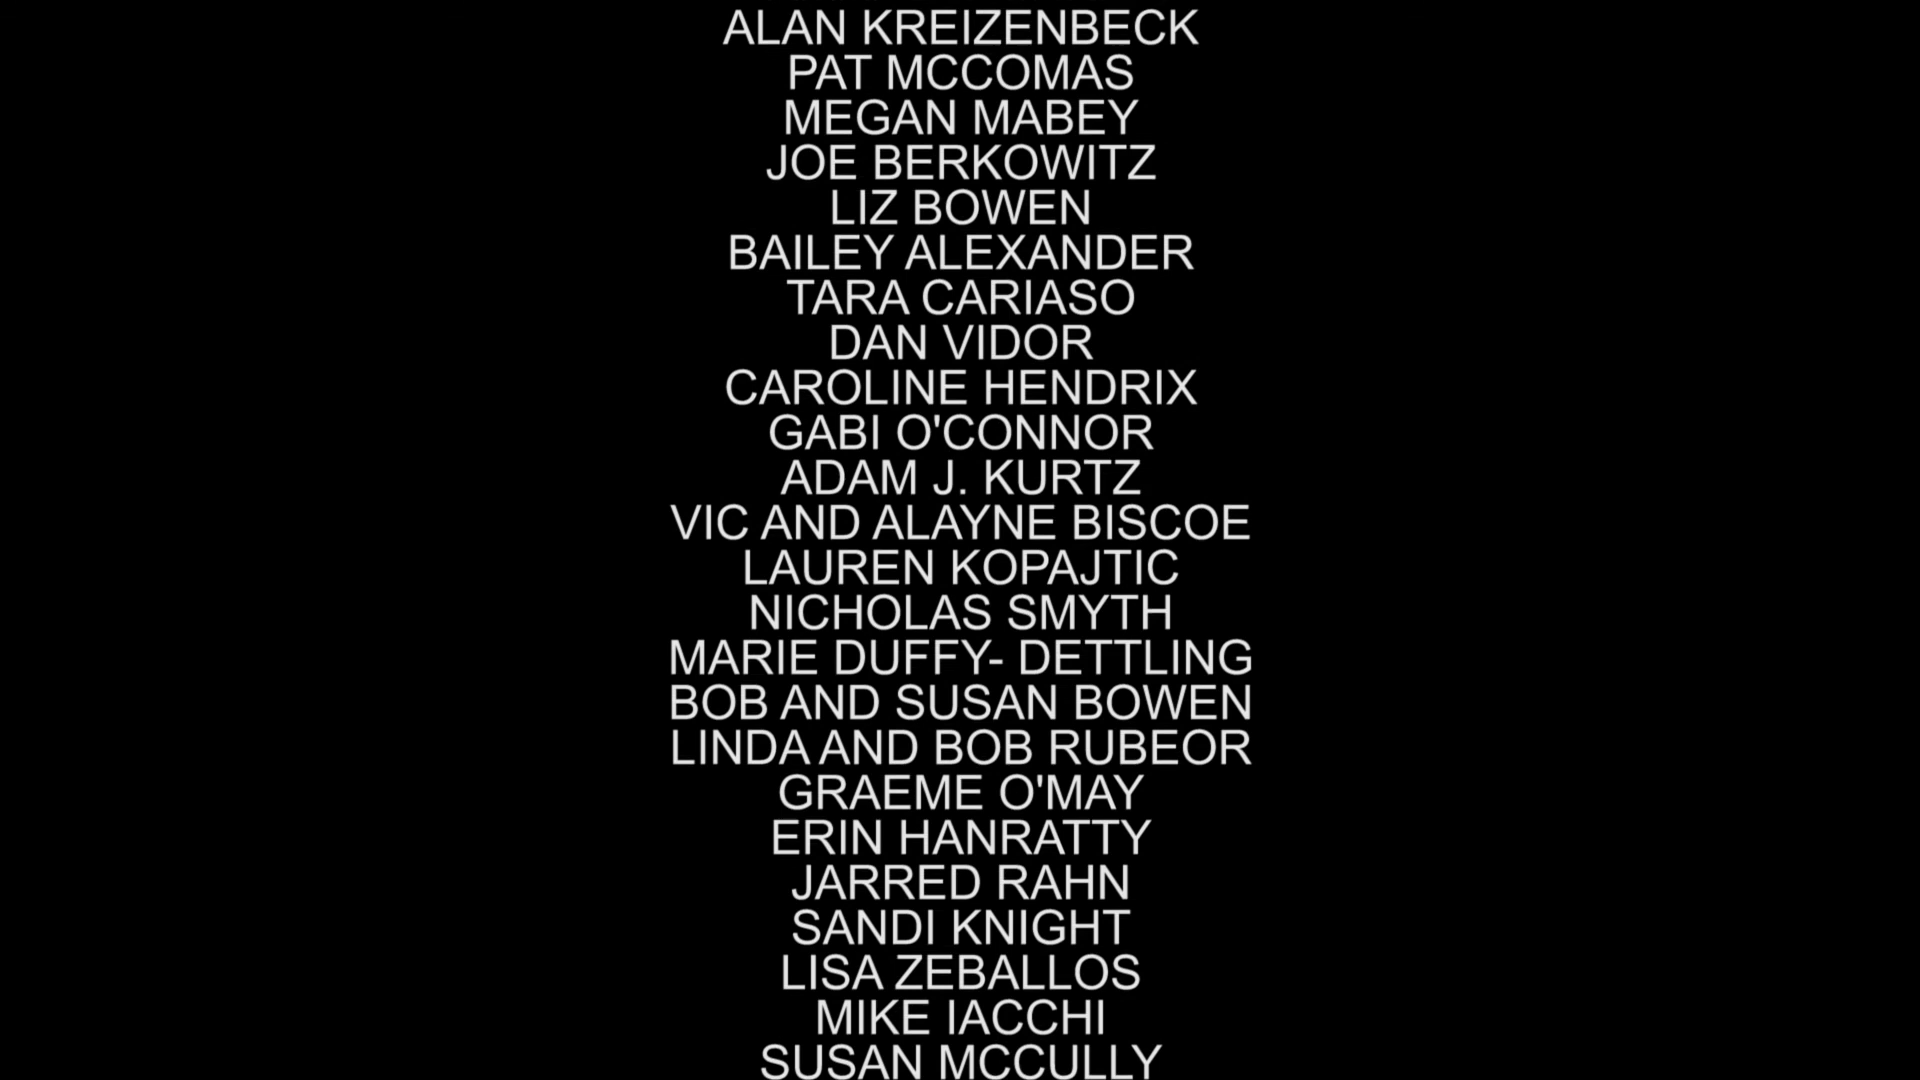 ALAN KREIZENBECK
PAT MCCOMAS
MEGAN MABEY
JOE BERKOWITZ
LIZ BOWEN
BAILEY ALEXANDER
TARA CARIASO
DAN VIDOR
CAROLINE HENDRIX
GABI O'CONNOR
ADAM J. KURTZ
VIC AND ALAYNE BISCOE
LAUREN KOPAJTIC
NICHOLAS SMYTH
MARIE DUFFY- DETTLING
BOB AND SUSAN BOWEN
LINDA AND BOB RUBEOR
GRAEME O'MAY
ERIN HANRATTY
JARRED RAHN
SANDI KNIGHT
LISA ZEBALLOS
MIKE IACCHI
SUSAN MCCULLY